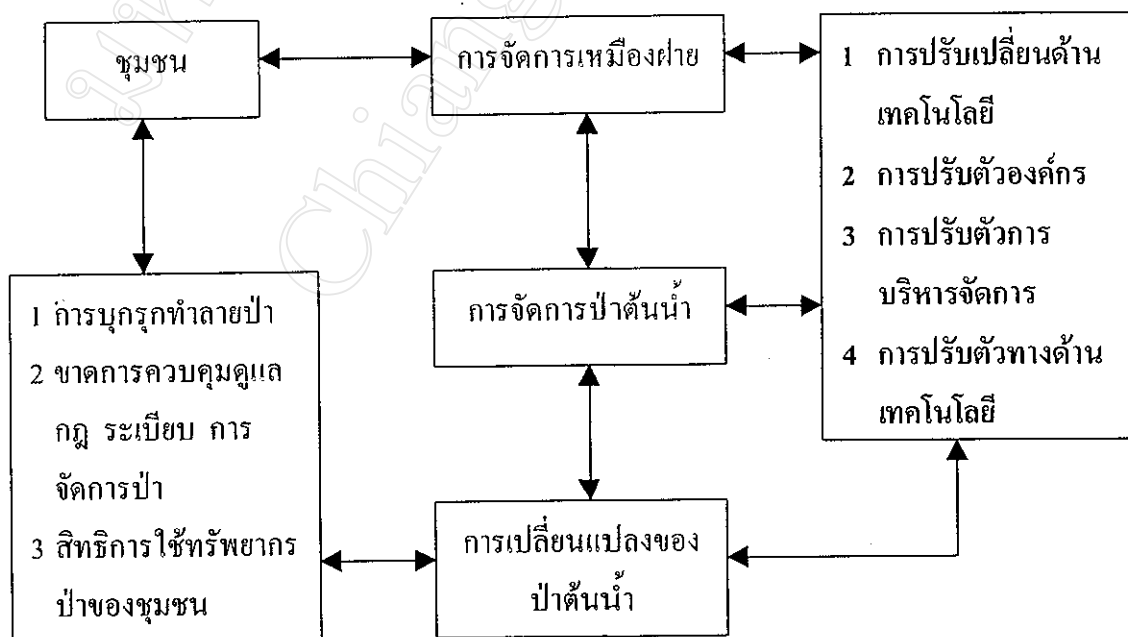 ชุมชน
การจัดการเหมืองฝาย
1 การปรับเปลี่ยนด้าน
เทคโนโลยี
2 การปรับตัวองค์กร
3 การปรับตัวการ
บริหารจัดการ
4 การปรับตัวทางด้าน
เทคโนโลยี
1 การบุกรุกทำลายป่า
2 ขาดการควบคุมดูแล
กฎ ระเบียบ การ
จัดการป่า
3 สิทธิการใช้ทรัพยากร
ป่าของชุมชน
การจัดการป่าต้นน้ำ
การเปลี่ยนแปลงของ
ป่าต้นน้ำ
Chiang